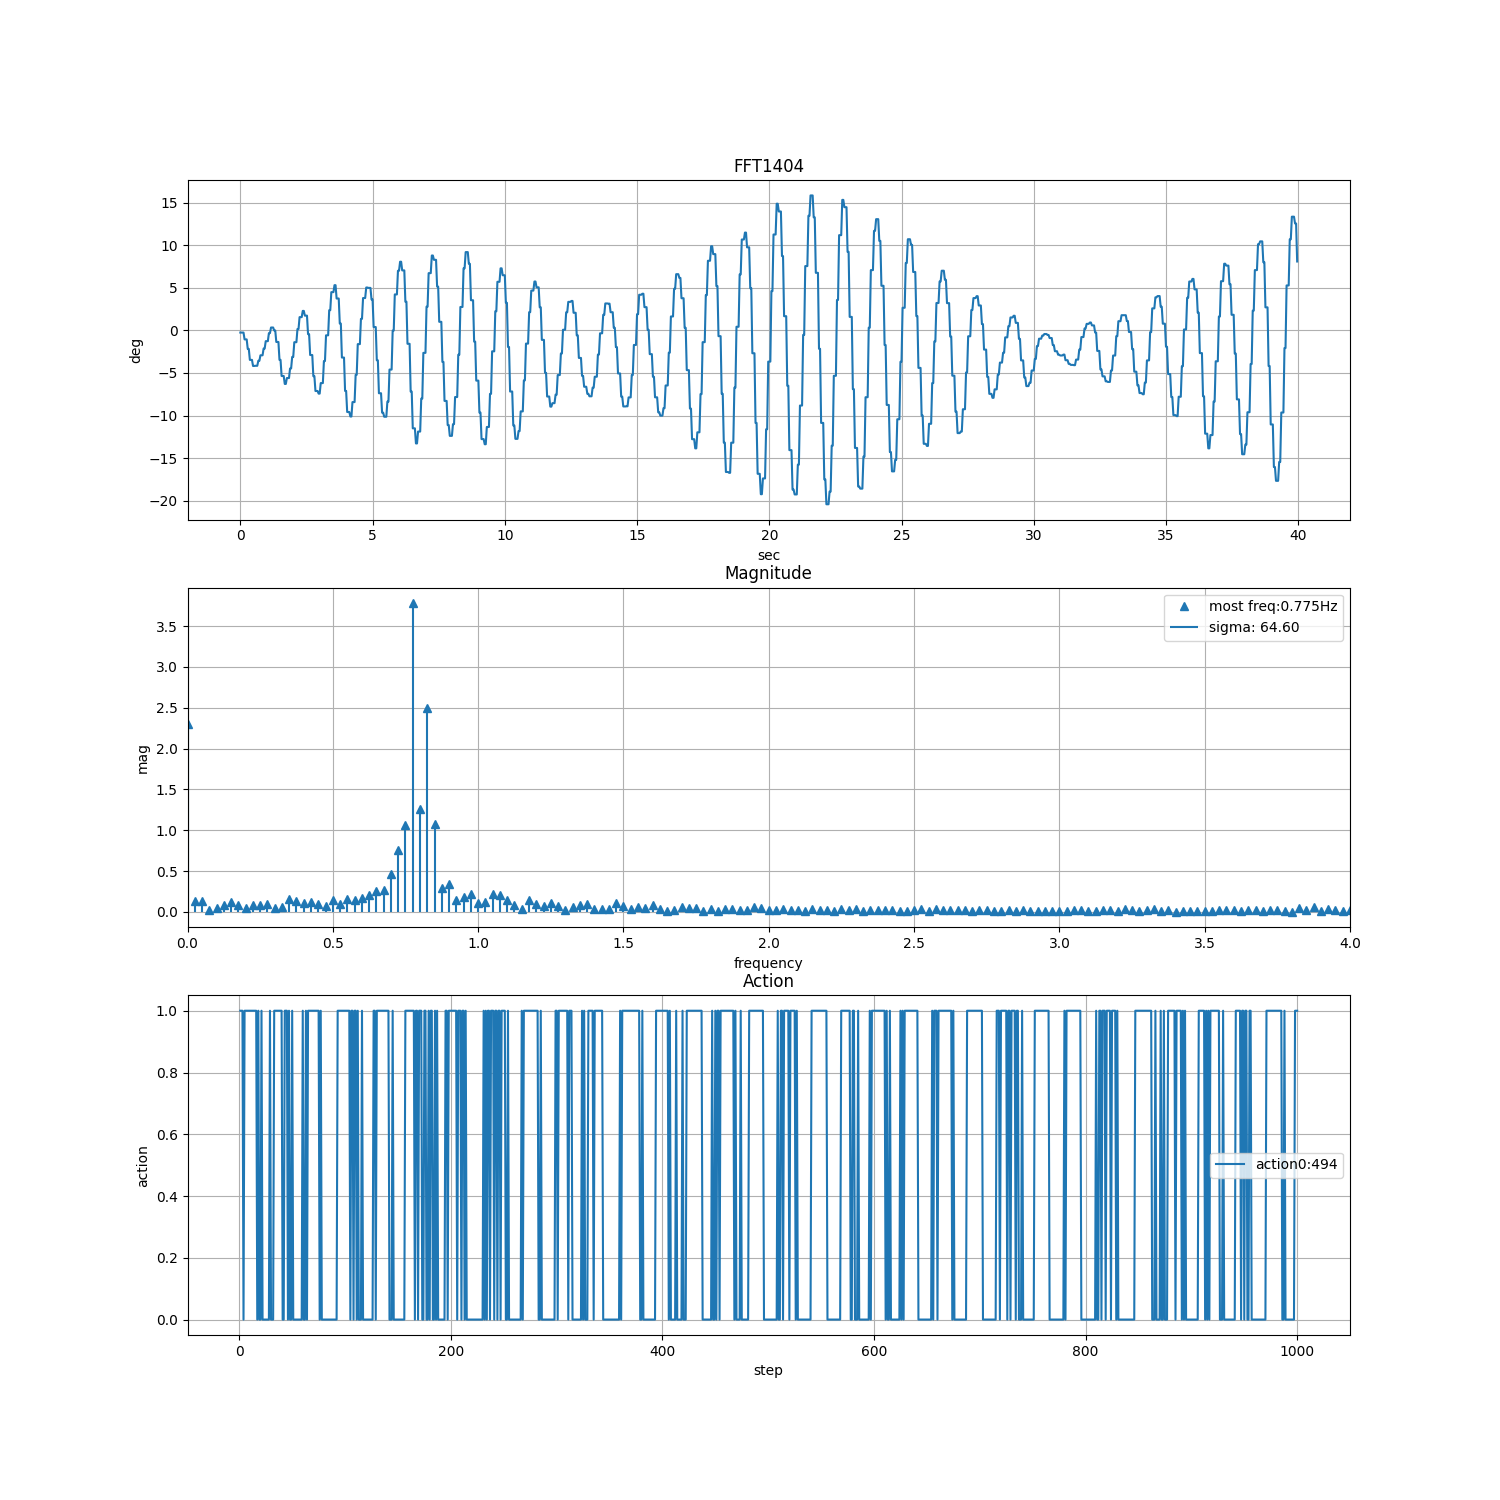 FFT1404
15
10
5
0
−5
−10
−15
−20
deg
0 5 10 15 20 25 30 35 40
sec
Magnitude
most freq:0.775Hz
sigma: 64.60
3.5
3.0
2.5
2.0
1.5
1.0
0.5
0.0
mag
0.0 0.5 1.0 1.5 2.0 2.5 3.0 3.5 4.0
frequency
Action
1.0
0.8
0.6
0.4
0.2
0.0
action
action0:494
0 200 400 600 800 1000
step